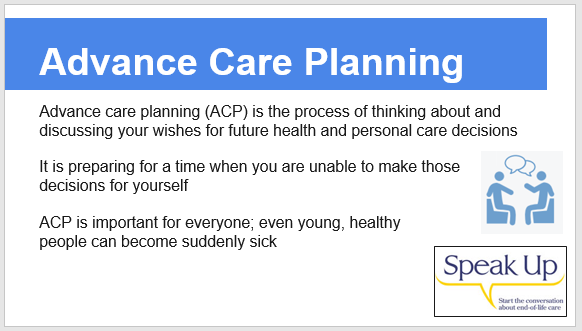 Advance Care Planning
Advance care planning (ACP) is the process of thinking about and
discussing your wishes for future health and personal care decisions
It is preparing for a time when you are unable to make those
decisions for yourself
ACP is important for everyone; even young, healthy
people can become suddenly sick
Speak Up
Start the conversation
about end-of-life care